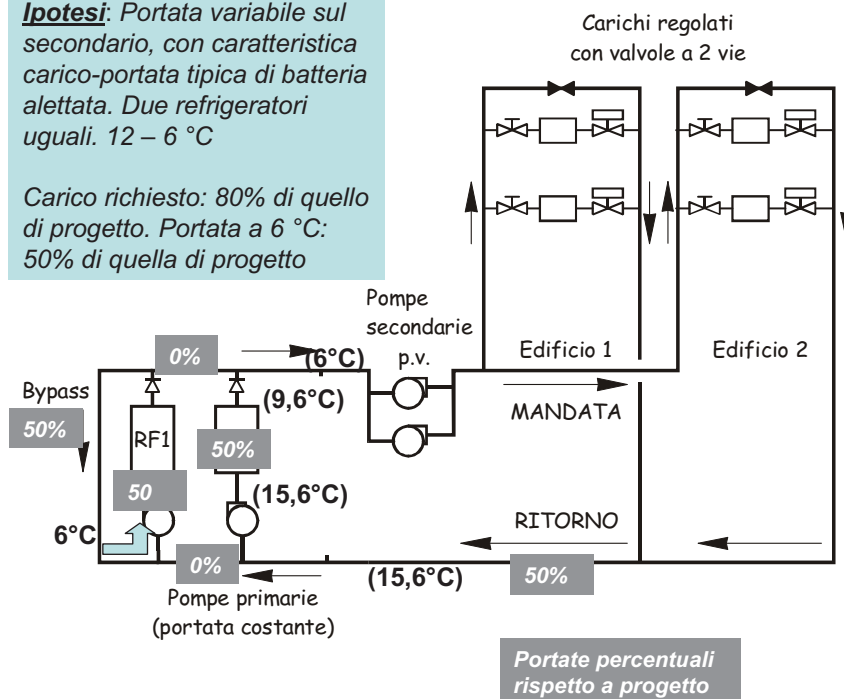 Ipotesi: Portata variabile sul
secondario, con caratteristica
carico-portata tipica di batteria
alettata. Due refrigeratori
uguali. 12 – 6 °C
Carico richiesto: 80% di quello
di progetto. Portata a 6 °C:
50% di quella di progetto
Carichi regolati
con valvole a 2 vie
Pompe
secondarie
p.v.
Edificio 1
Edificio 2
0%
(6°C)
(9,6°C)
Bypass
50%
MANDATA
RF1
50%
50
(15,6°C)
6°C
RITORNO
0%
(15,6°C)
50%
Pompe primarie
(portata costante)
Portate percentuali
rispetto a progetto